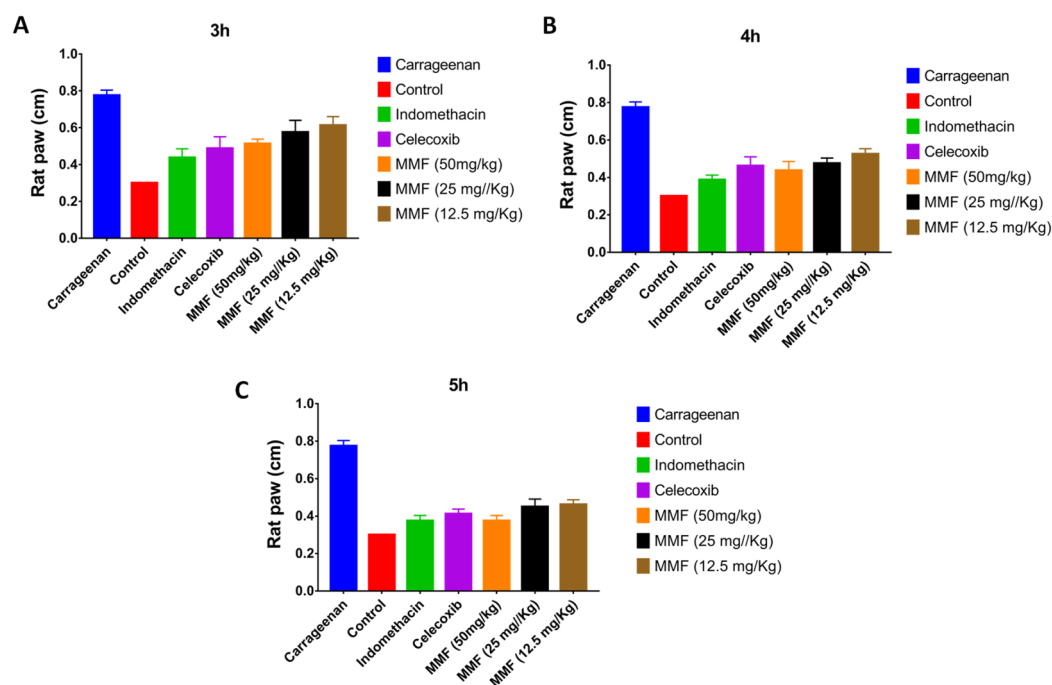 A
3h
Rat paw (cm)
1.0
0.8
0.6
0.4
0.2
0.0
Carrageenan
Control
Indomethacin
Celecoxib
MMF (50mg/kg)
MMF (25 mg//Kg)
MMF (12.5 mg/Kg)
Carrageenan
Control
Indomethacin
Celecoxib
MMF (50mg/kg)
MMF (25 mg//Kg)
MMF (12.5 mg/Kg)
B
4h
Rat paw (cm)
1.0
0.8
0.6
0.4
0.2
0.0
Carrageenan
Control
Indomethacin
Celecoxib
MMF (50mg/kg)
MMF (25 mg//Kg)
MMF (12.5 mg/Kg)
Carrageenan
Control
Indomethacin
Celecoxib
MMF (50mg/kg)
MMF (25 mg//Kg)
MMF (12.5 mg/Kg)
C
5h
Rat paw (cm)
1.0
0.8
0.6
0.4
0.2
0.0
Carrageenan
Control
Indomethacin
Celecoxib
MMF (50mg/kg)
MMF (25 mg//Kg)
MMF (12.5 mg/Kg)
Carrageenan
Control
Indomethacin
Celecoxib
MMF (50mg/kg)
MMF (25 mg//Kg)
MMF (12.5 mg/Kg)